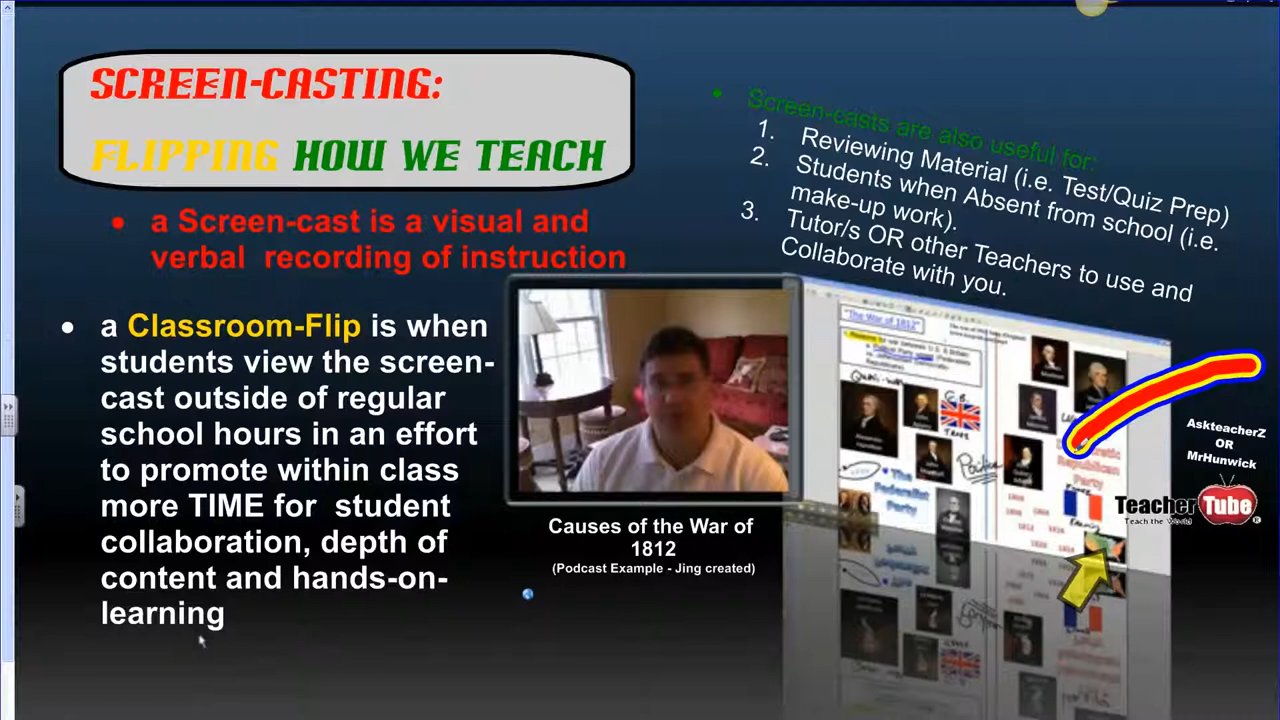 SCREEN-CASTING:
FLIPPING HOW WE TEACH
• a Screen-cast is a visual and
verbal recording of instruction
• a Classroom-Flip is when
students view the screen-
cast outside of regular
school hours in an effort
to promote within class
more TIME for student
collaboration, depth of
content and hands-on-
learning
• Screen-casts are also useful for:
1. Reviewing Material (i.e. Test/Quiz Prep)
2. Students when Absent from school (i.e.
make-up work).
3. Tutor/s OR other Teachers to use and
Collaborate with you.
Causes of the War of
1812
(Podcast Example - Jing created)
"The War of 1812"
G.B.
The
Federalist
Party
Republican
Party
AskteacherZ
OR
MrHunwick
TeacherTube
Teach the World